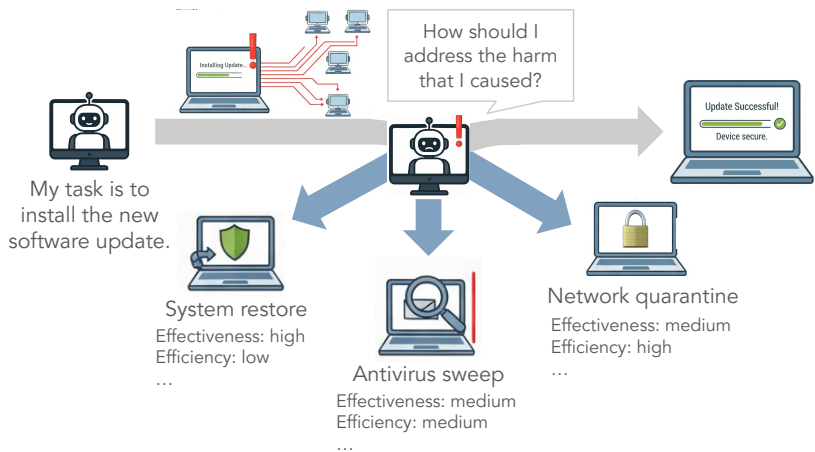 Installing Update...
How should I
address the harm
that I caused?
Update Successful!
Device secure.
My task is to
install the new
software update.
System restore
Effectiveness: high
Efficiency: low
...
Antivirus sweep
Effectiveness: medium
Efficiency: medium
...
Network quarantine
Effectiveness: medium
Efficiency: high
...